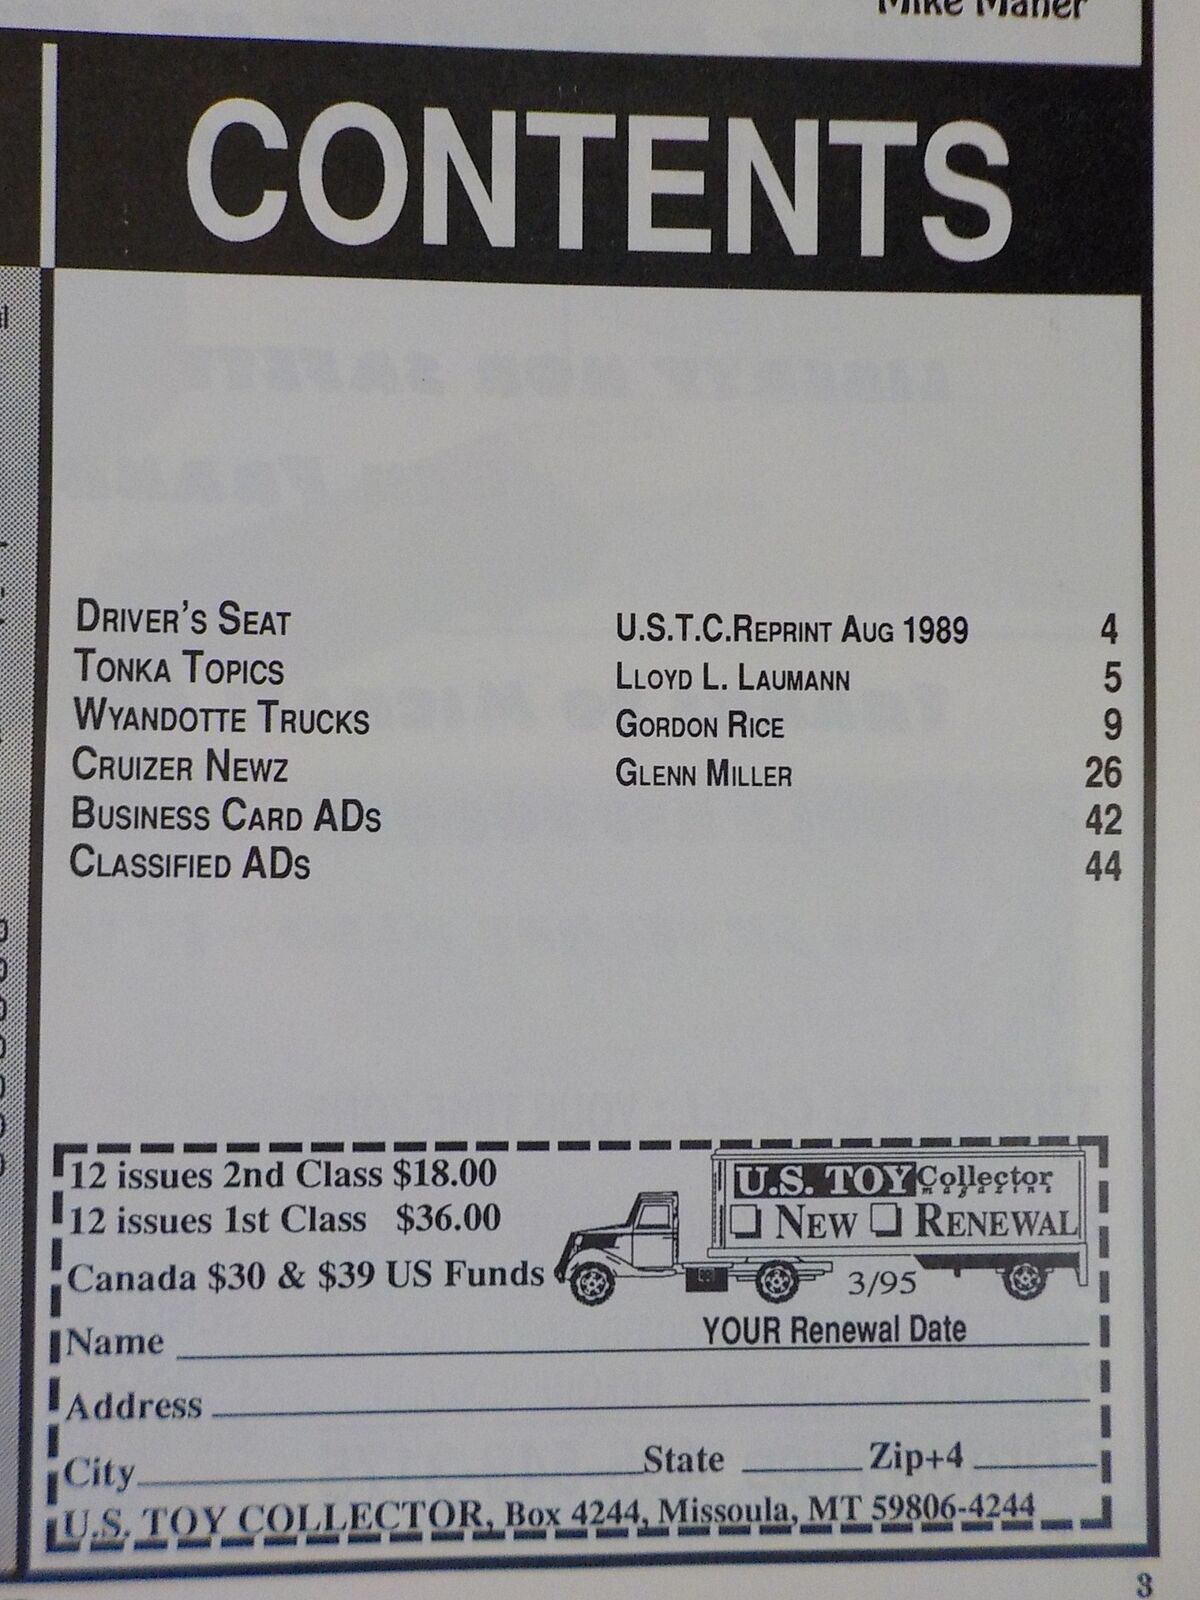 Mike Maher
CONTENTS
DRIVER'S SEAT U.S.T.C.REPRINT AUG 1989 4
TONKA TOPICS LLOYD L. LAUMANN 5
WYANDOTTE TRUCKS GORDON RICE 9
CRUIZER NEWZ GLENN MILLER 26
BUSINESS CARD ADS 42
CLASSIFIED ADS 44
12 issues 2nd Class $18.00
12 issues 1st Class $36.00
Canada $30 & $39 US Funds
U.S. TOY Collector
magazine
NEW RENEWAL
3/95
YOUR Renewal Date
Name
Address
City State Zip+4
U.S. TOY COLLECTOR, Box 4244, Missoula, MT 59806-4244
3